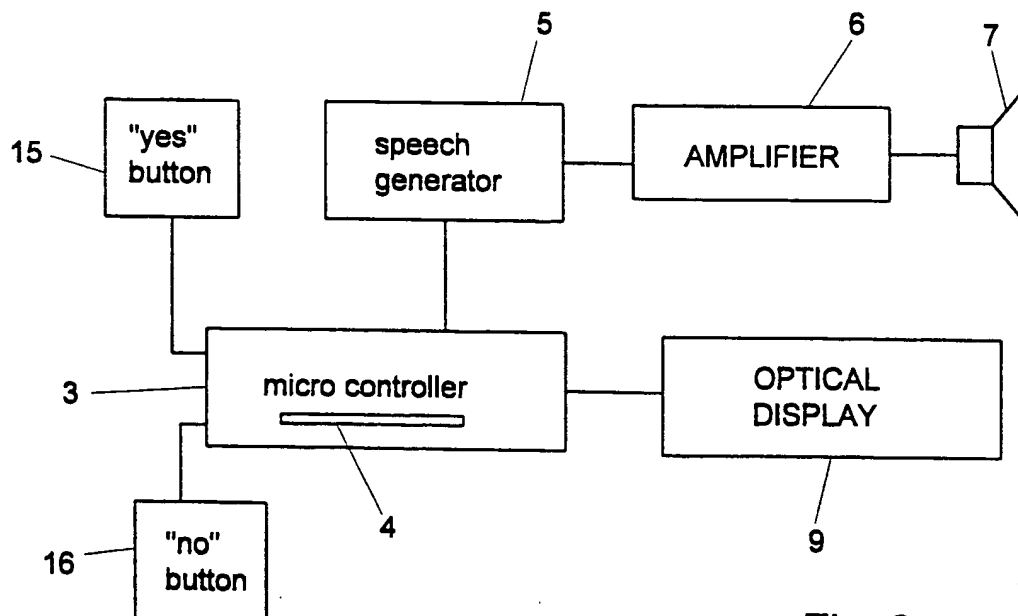 5
6
7
15
"yes"
button
speech
generator
AMPLIFIER
3
micro controller
OPTICAL
DISPLAY
4
9
16
"no"
button